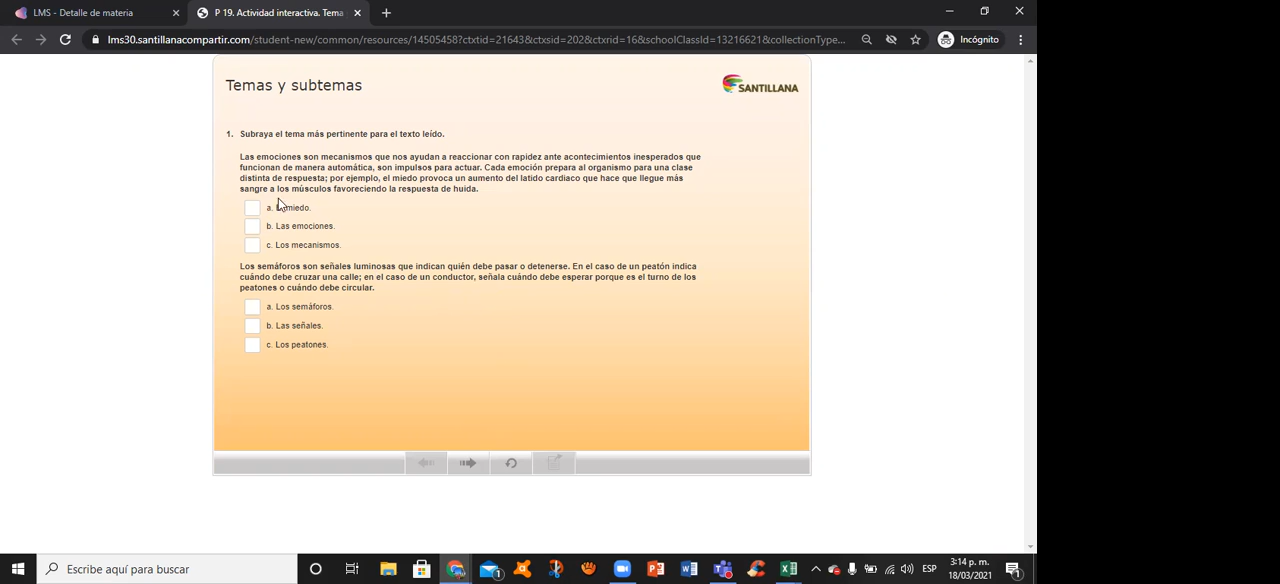 LMS - Detalle de materia
P 19. Actividad interactiva. Tema
Ims30.santillanacompartir.com/student-new/common/resources/14505458?ctxtid=21643&ctxsid=202&ctxrid=16&schoolClassId=13216621&collectionType...
Incógnito
Temas y subtemas
SANTILLANA
1. Subraya el tema más pertinente para el texto leído.
Las emociones son mecanismos que nos ayudan a reaccionar con rapidez ante acontecimientos inesperados que
funcionan de manera automática, son impulsos para actuar. Cada emoción prepara al organismo para una clase
distinta de respuesta; por ejemplo, el miedo provoca un aumento del latido cardiaco que hace que llegue más
sangre a los músculos favoreciendo la respuesta de huida.
a. miedo.
b. Las emociones.
c. Los mecanismos.
Los semáforos son señales luminosas que indican quién debe pasar o detenerse. En el caso de un peatón indica
cuándo debe cruzar una calle; en el caso de un conductor, señala cuándo debe esperar porque es el turno de los
peatones o cuándo debe circular.
a. Los semáforos.
b. Las señales.
c. Los peatones.
Escribe aquí para buscar
1
ESP
3:14 p. m.
18/03/2021
1